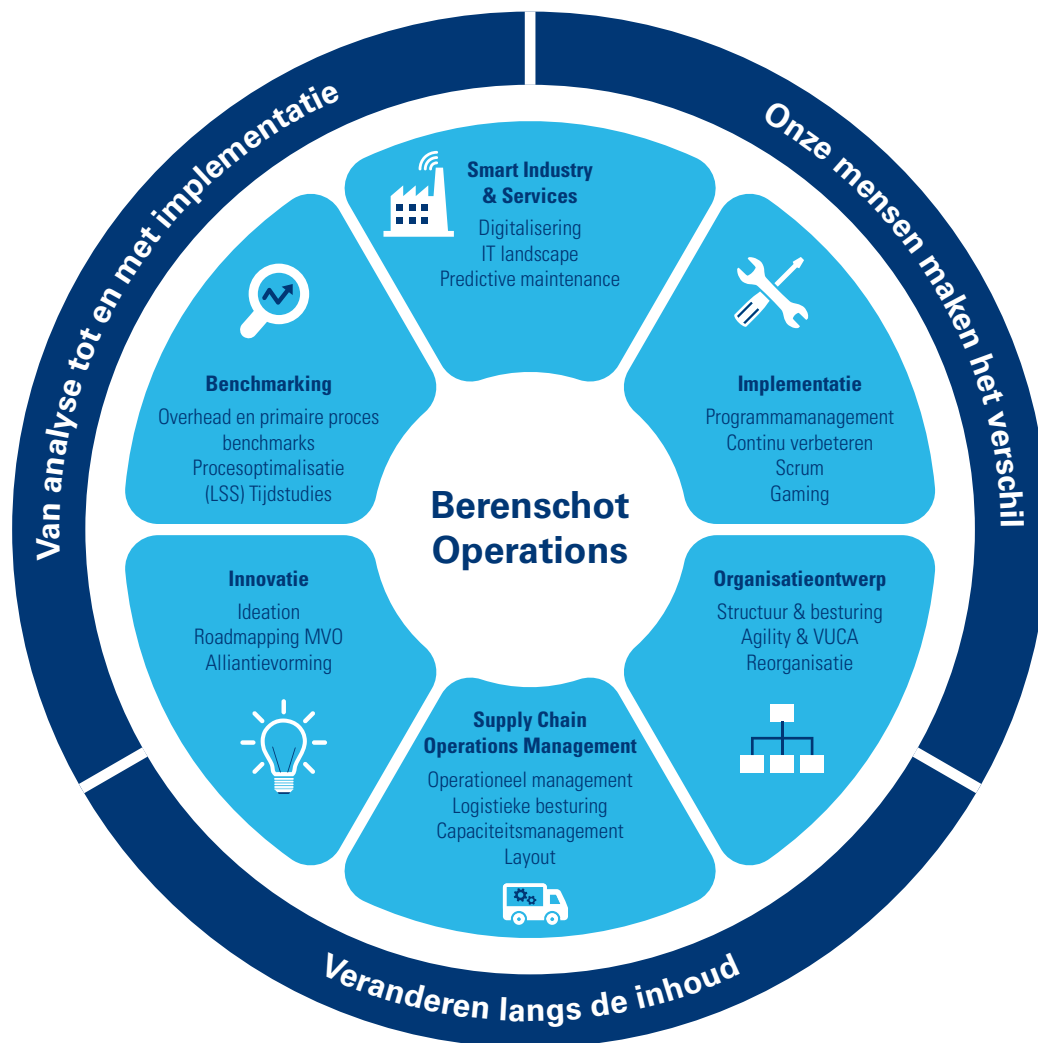 Van analyse tot en met implementatie
Onze mensen maken het verschil
Smart Industry
& Services
Digitalisering
IT landscape
Predictive maintenance
Benchmarking
Overhead en primaire proces
benchmarks
Procesoptimalisatie
(LSS) Tijdstudies
Implementatie
Programmamanagement
Continu verbeteren
Scrum
Gaming
Berenschot
Operations
Innovatie
Ideation
Roadmapping MVO
Alliantievorming
Organisatieontwerp
Structuur & besturing
Agility & VUCA
Reorganisatie
Supply Chain
Operations Management
Operationeel management
Logistieke besturing
Capaciteitsmanagement
Layout
Veranderen langs de inhoud